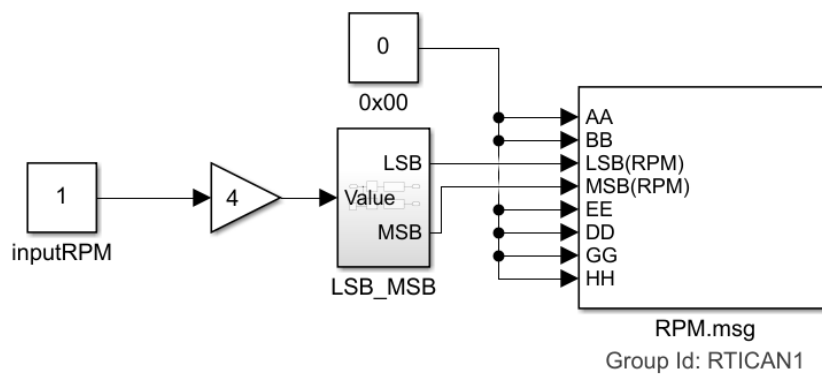 0
0x00
1
inputRPM
4
Value
LSB
MSB
LSB_MSB
AA
BB
LSB(RPM)
MSB(RPM)
EE
DD
GG
HH
RPM.msg
Group Id: RTICAN1